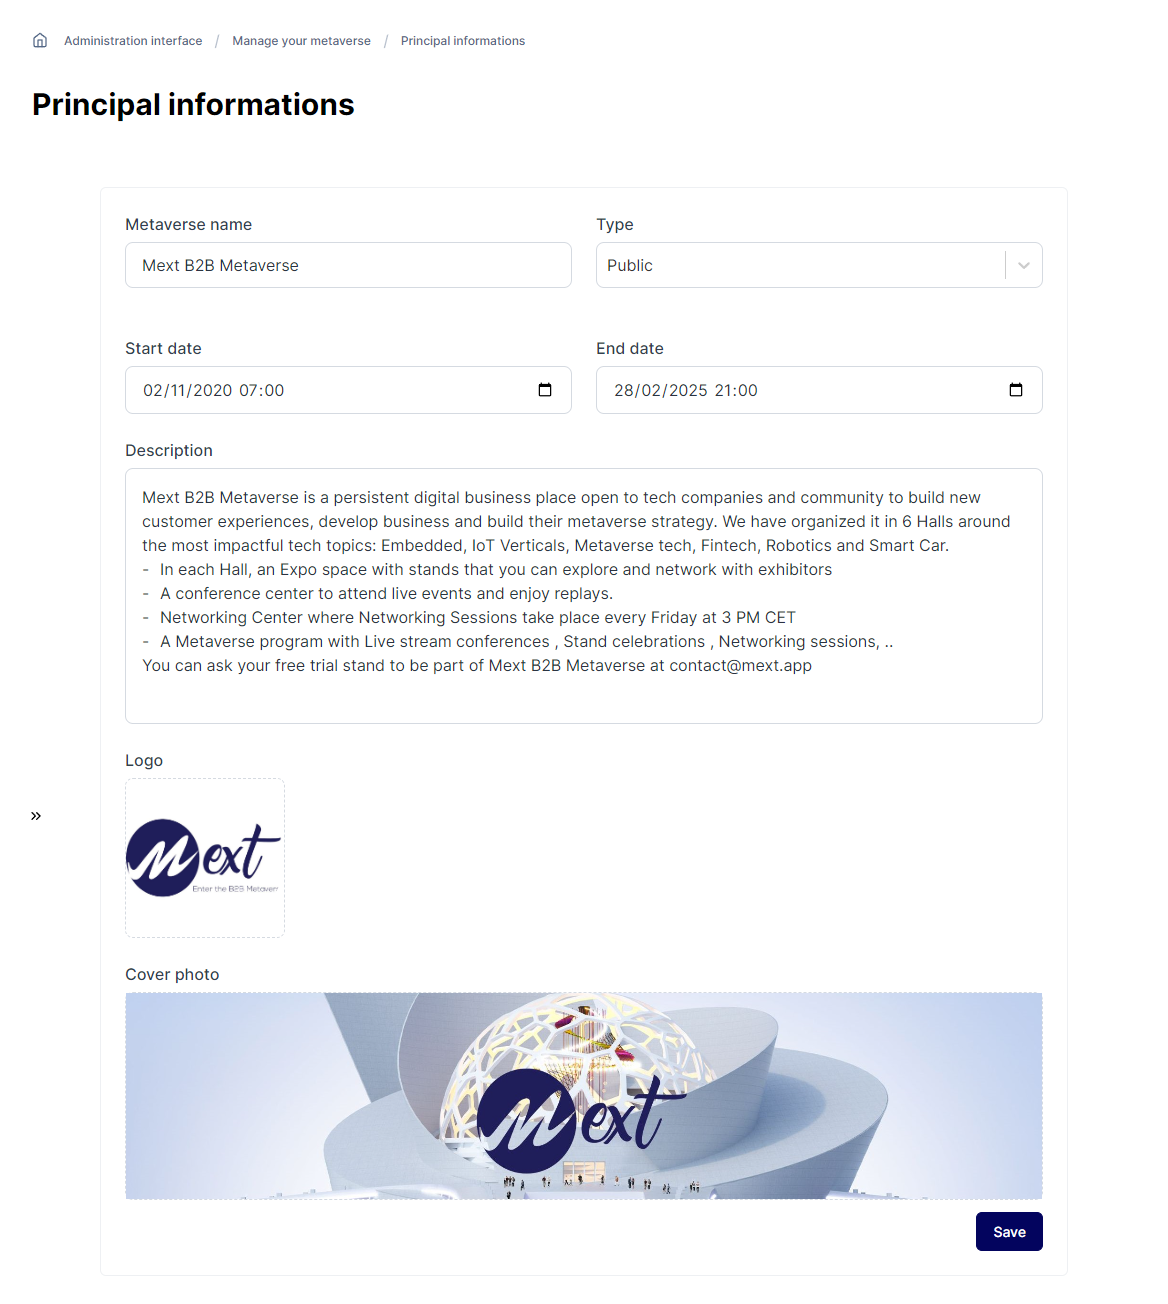 Administration interface / Manage your metaverse / Principal informations
Principal informations
Metaverse name
Type
Mext B2B Metaverse
Public
Start date
End date
02/11/2020 07:00
28/02/2025 21:00
Description
Mext B2B Metaverse is a persistent digital business place open to tech companies and community to build new
customer experiences, develop business and build their metaverse strategy. We have organized it in 6 Halls around
the most impactful tech topics: Embedded, IoT Verticals, Metaverse tech, Fintech, Robotics and Smart Car.
- In each Hall, an Expo space with stands that you can explore and network with exhibitors
- A conference center to attend live events and enjoy replays.
- Networking Center where Networking Sessions take place every Friday at 3 PM CET
- A Metaverse program with Live stream conferences , Stand celebrations , Networking sessions, ..
You can ask your free trial stand to be part of Mext B2B Metaverse at contact@mext.app
Logo
Mext
Enter the B2B Metavers
Cover photo
Mext
Save